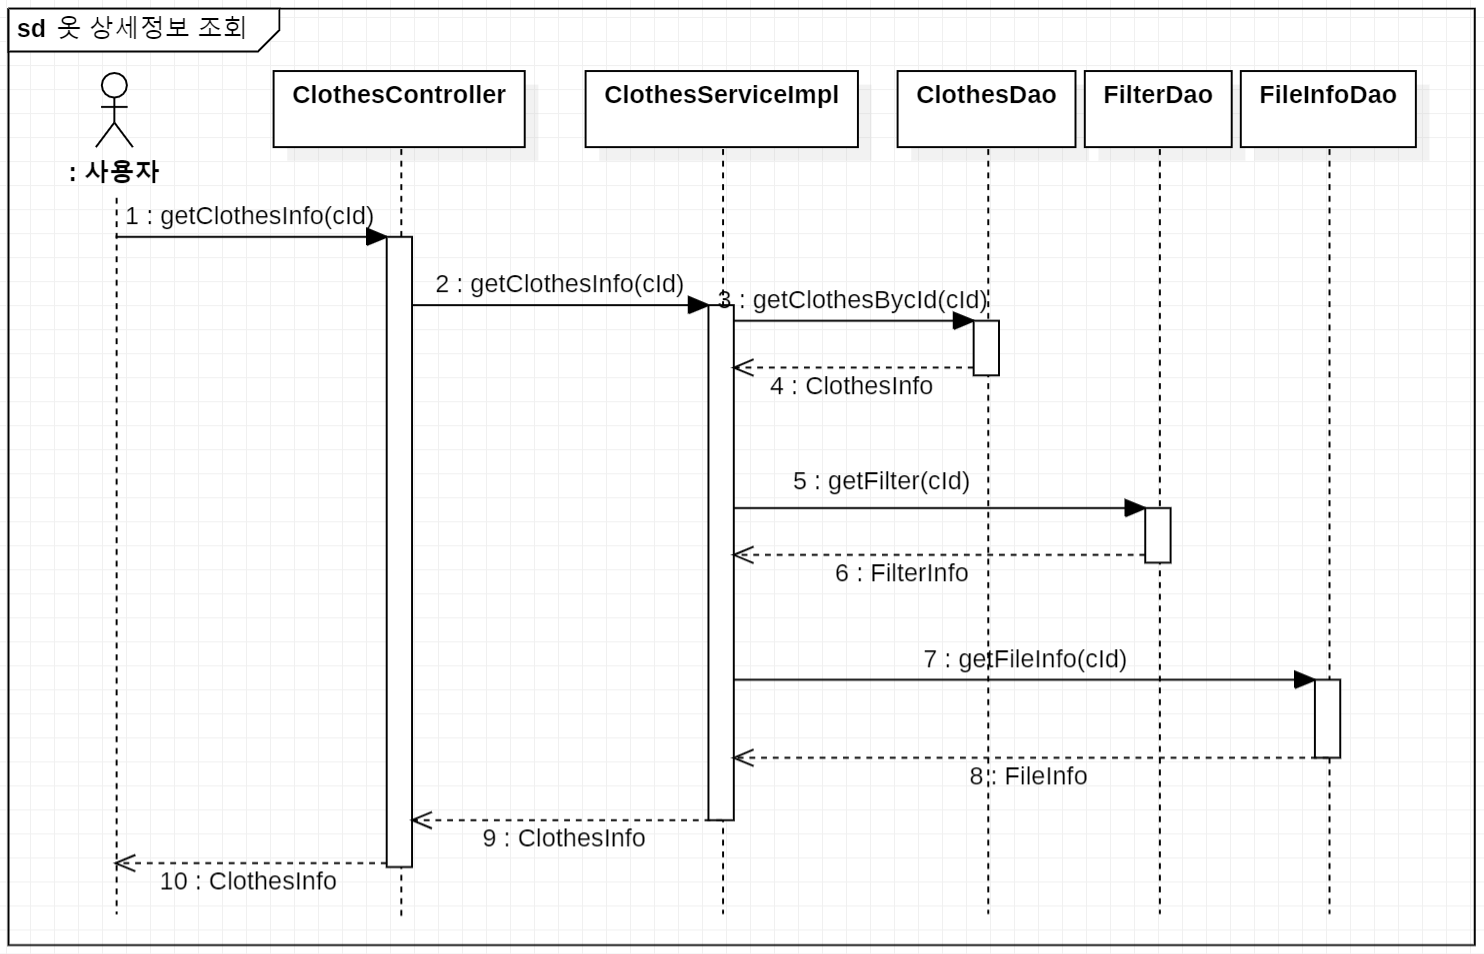 sd 옷 상세정보 조회
ClothesController
ClothesServiceImpl
ClothesDao
FilterDao
FileInfoDao
: 사용자
1 : getClothesInfo(cId)
2 : getClothesInfo(cId)
3 : getClothesBycId(cId)
4 : ClothesInfo
5 : getFilter(cId)
6 : FilterInfo
7 : getFileInfo(cId)
8 : FileInfo
9 : ClothesInfo
10 : ClothesInfo